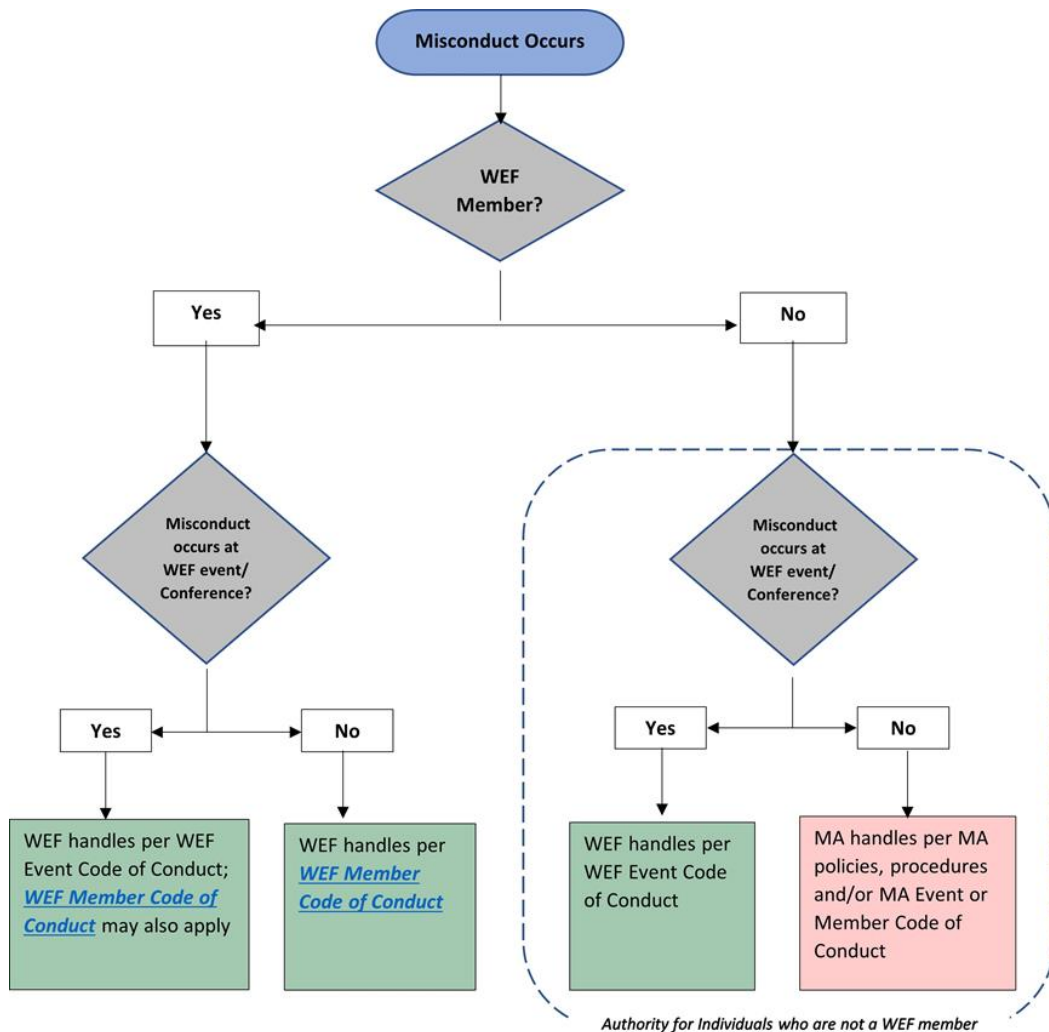 Misconduct Occurs
WEF
Member?
Yes
No
Misconduct
occurs at
WEF event/
Conference?
Misconduct
occurs at
WEF event/
Conference?
Yes
No
Yes
No
WEF handles per WEF
Event Code of Conduct;
WEF Member Code of
Conduct may also apply
WEF handles per
WEF Member
Code of Conduct
WEF handles per
WEF Event Code
of Conduct
MA handles per MA
policies, procedures
and/or MA Event or
Member Code of
Conduct
Authority for Individuals who are not a WEF member